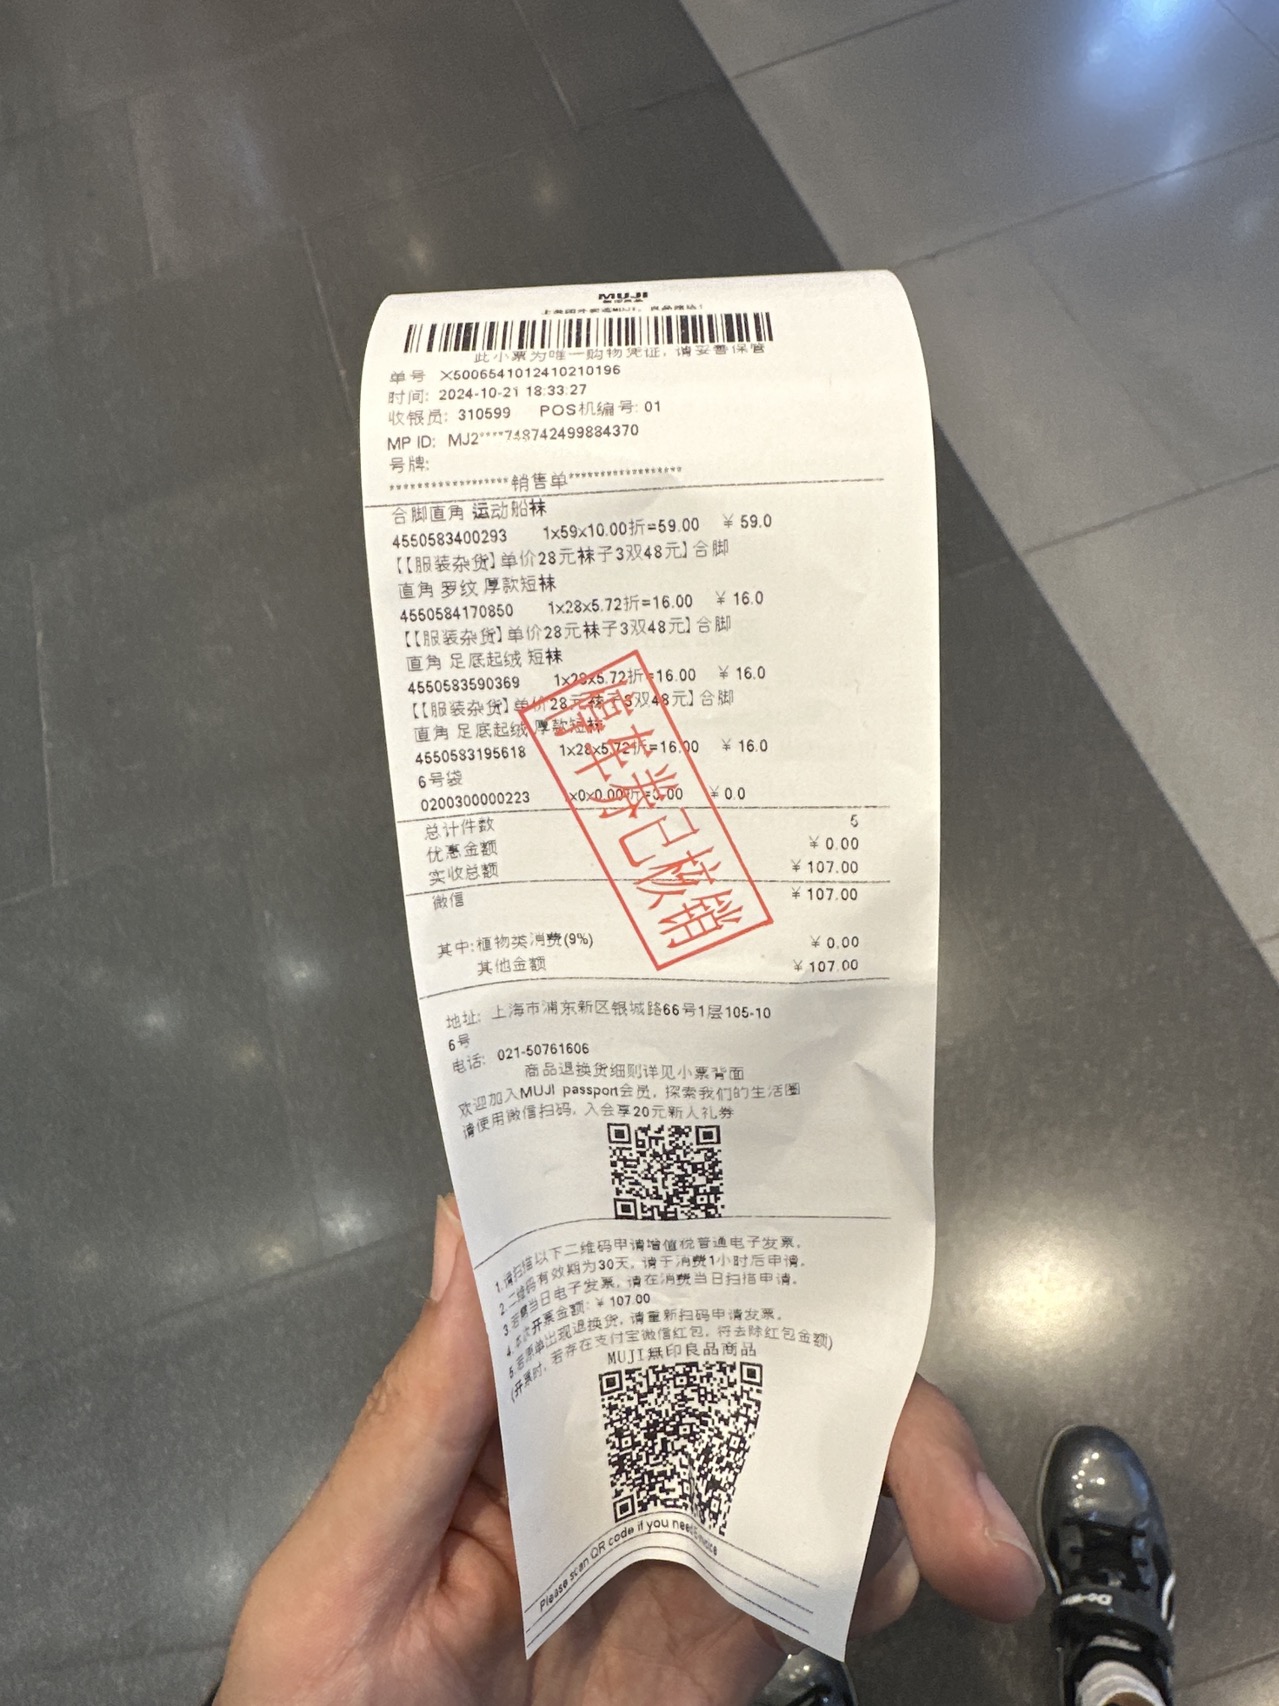 MUJI
此小票为唯一购物凭证，请妥善保管
单号 X5006541012410210196
时间: 2024-10-21 18:33:27
收银员: 310599 POS机编号: 01
MP ID: MJ2****748742499884370
号牌:
******************销售单******************
合脚直角 运动船袜
4550583400293 1x59x10.00折=59.00 ¥ 59.0
【【服装杂货】单价28元袜子3双48元】合脚
直角 罗纹 厚款短袜
4550584170850 1x28x5.72折=16.00 ¥ 16.0
【【服装杂货】单价28元袜子3双48元】合脚
直角 足底起绒 短袜
4550583590369 1x28x5.72折=16.00 ¥ 16.0
【【服装杂货】单价28元袜子3双48元】合脚
直角 足底起绒 厚款短袜
4550583195618 1x28x5.72折=16.00 ¥ 16.0
6号袋
0200300000223 x0x0.00折=0.00 ¥ 0.0
停车券已核销
总计件数 5
优惠金额 ¥ 0.00
实收总额 ¥ 107.00
微信 ¥ 107.00
其中:植物类消费(9%) ¥ 0.00
其他金额 ¥ 107.00
地址: 上海市浦东新区银城路66号1层105-10
6号
电话: 021-50761606
商品退换货细则详见小票背面
欢迎加入MUJI passport会员，探索我们的生活圈
请使用微信扫码，入会享20元新人礼券
1.请扫描以下二维码申请增值税普通电子发票。
2.二维码有效期为30天，请于消费1小时后申请。
3.若需当日电子发票，请在消费当日扫描申请。
4.本次开票金额: ¥ 107.00
5.若原单出现退换货，请重新扫码申请发票。
(开票时，若存在支付宝微信红包，将去除红包金额)
MUJI無印良品商品
Please scan QR code if you need E-invoice